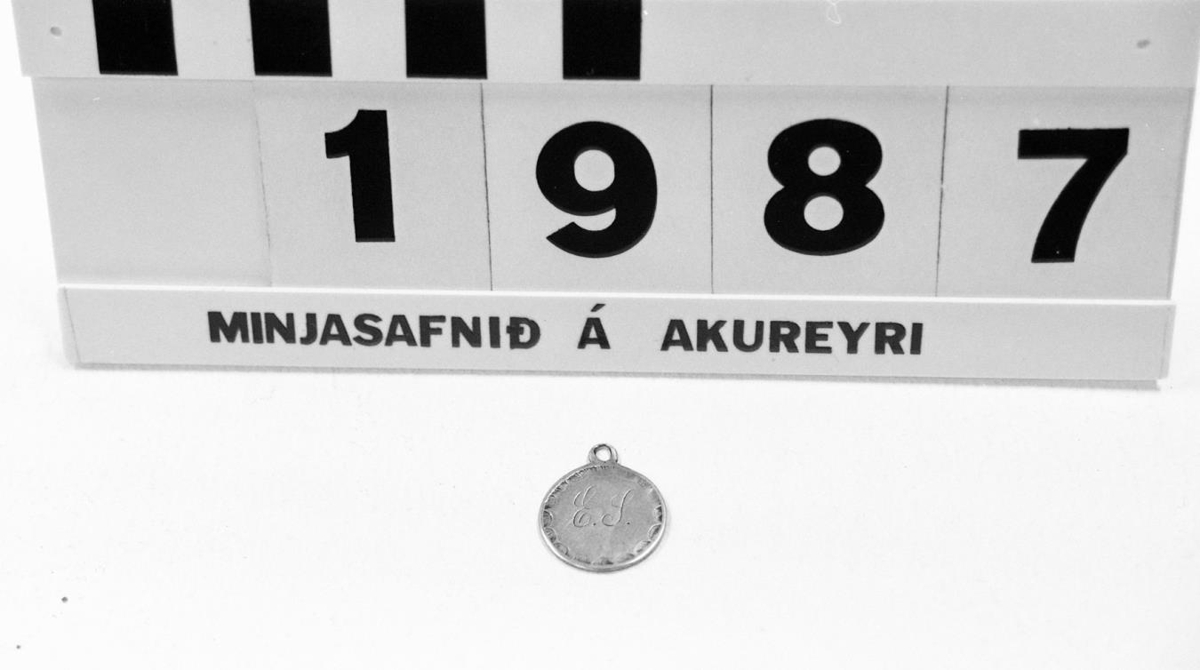 1987
MINJASAFNIÐ Á AKUREYRI
E.S.